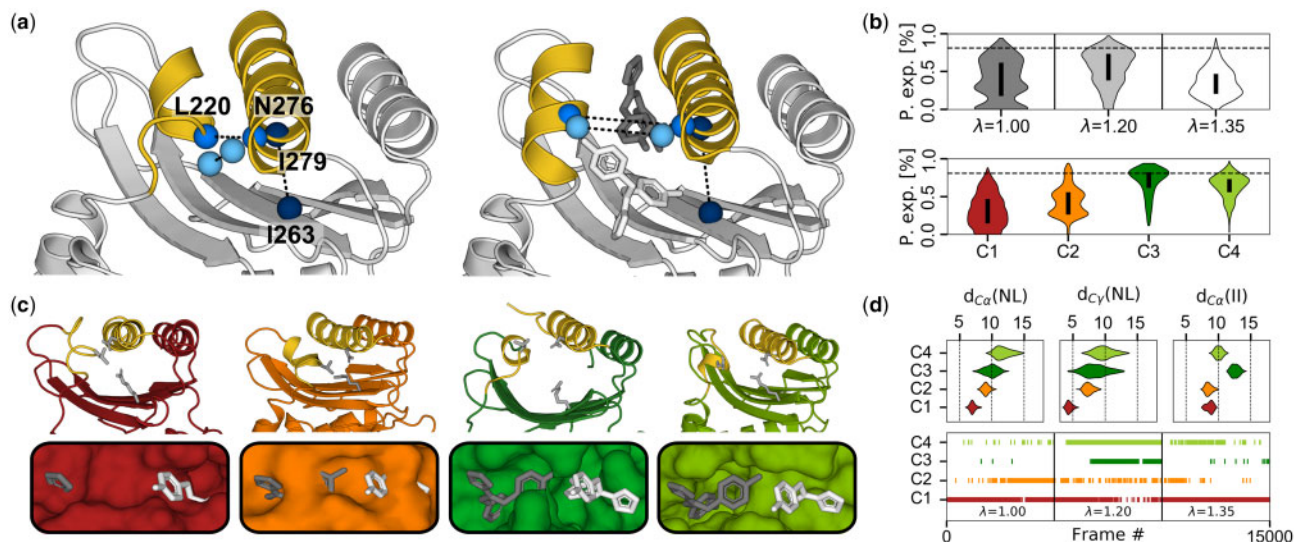 (a)
L220
N276
I279
I263
(b)
P. exp. [%]
1.0
0.5
0.0
λ=1.00
λ=1.20
λ=1.35
P. exp. [%]
1.0
0.5
0.0
C1
C2
C3
C4
(c)
(d)
dCα(NL)
dCγ(NL)
dCα(II)
5 10 15
5 10 15
5 10 15
C4
C3
C2
C1
C4
C3
C2
C1
λ=1.00
λ=1.20
λ=1.35
0
Frame #
15000